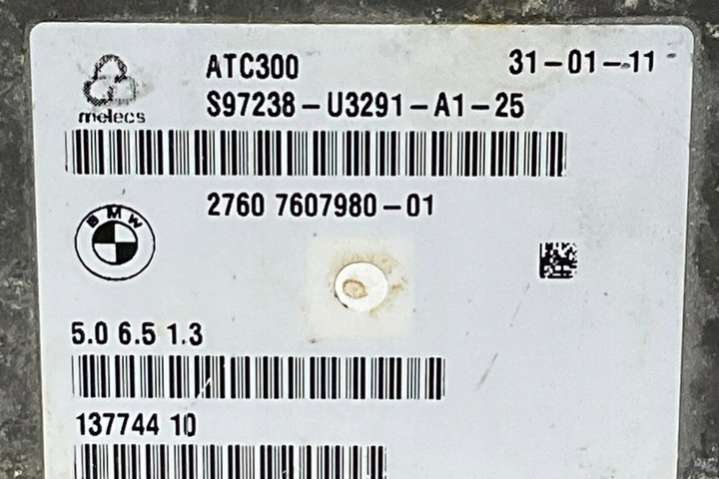 ATC300 31-01-11
melecs S97238-U3291-A1-25
2760 7607980-01
BMW
5.0 6.5 1.3
137744 10